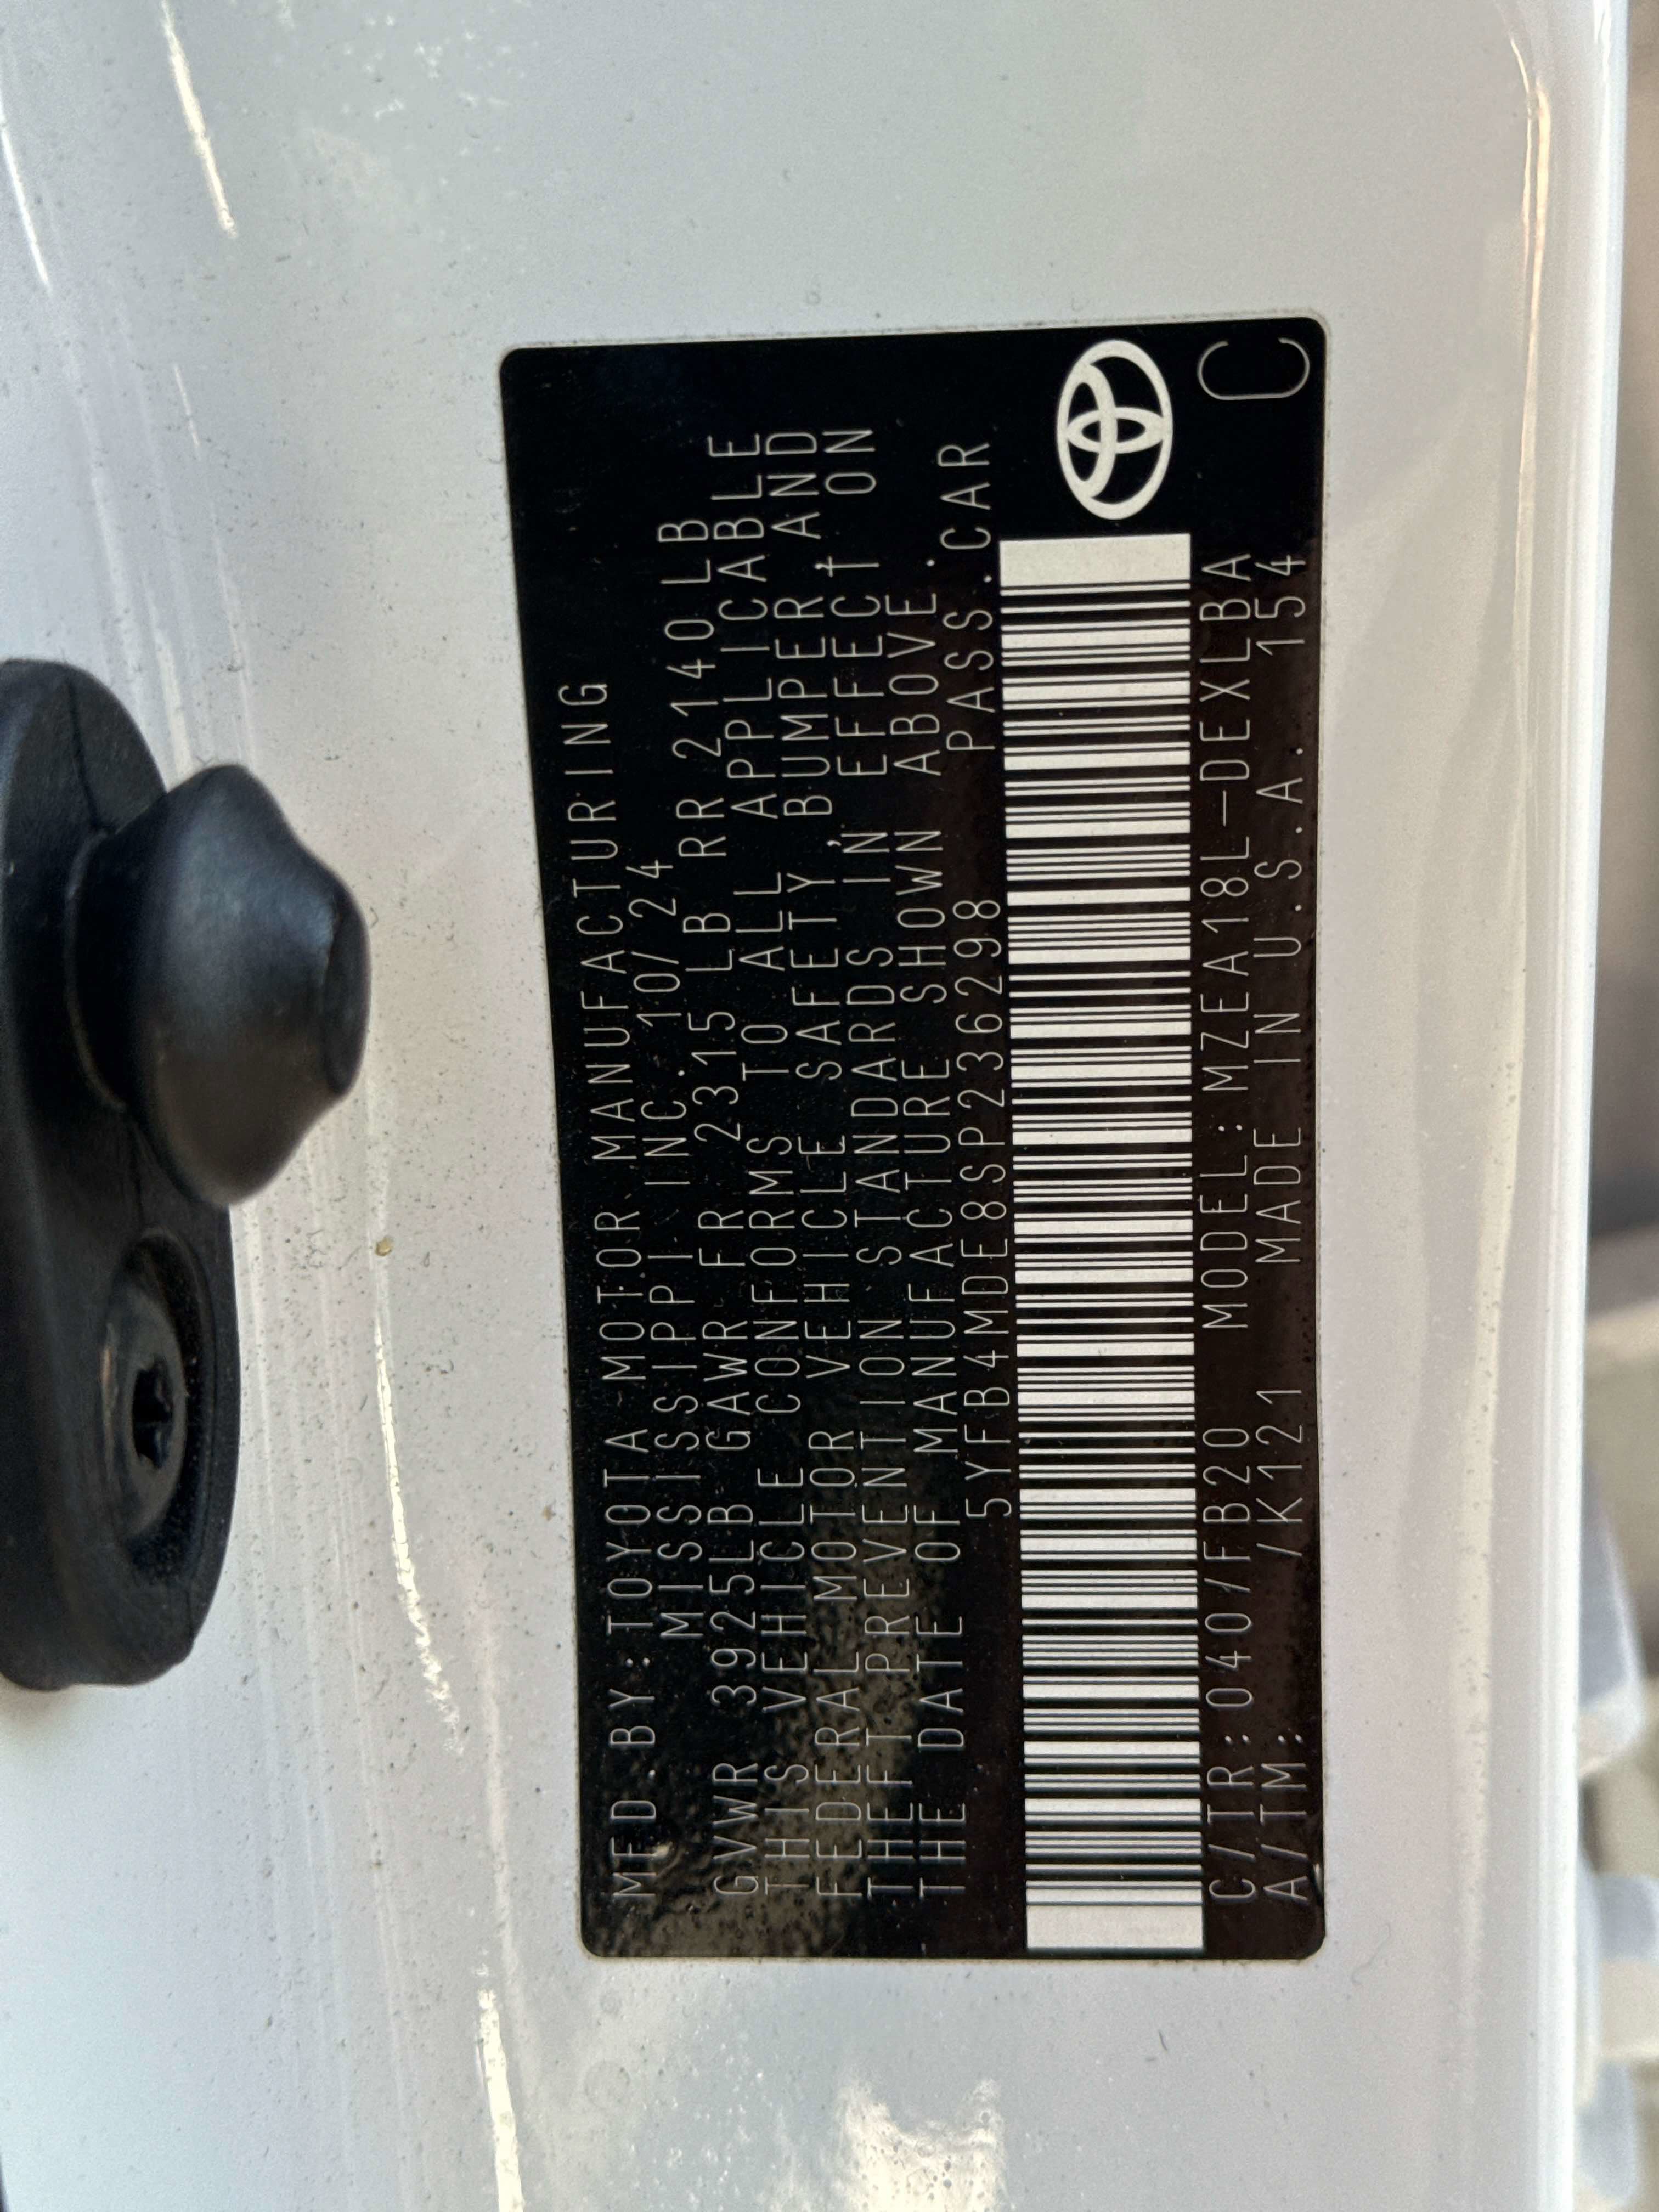 MFD BY: TOYOTA MOTOR MANUFACTURING
MISSISSIPPI INC. 10/24
GVWR 3925LB GAWR FR 2315 LB RR 2140LB
THIS VEHICLE CONFORMS TO ALL APPLICABLE
FEDERAL MOTOR VEHICLE SAFETY, BUMPER, AND
THEFT PREVENTION STANDARDS IN EFFECT ON
THE DATE OF MANUFACTURE SHOWN ABOVE.
5YFB4MDE8SP236298 PASS.CAR
C/TR: 040/FB20 MODEL: MZEA18L-DEXLBA
A/TM: /K121 MADE IN U.S.A. 154
C